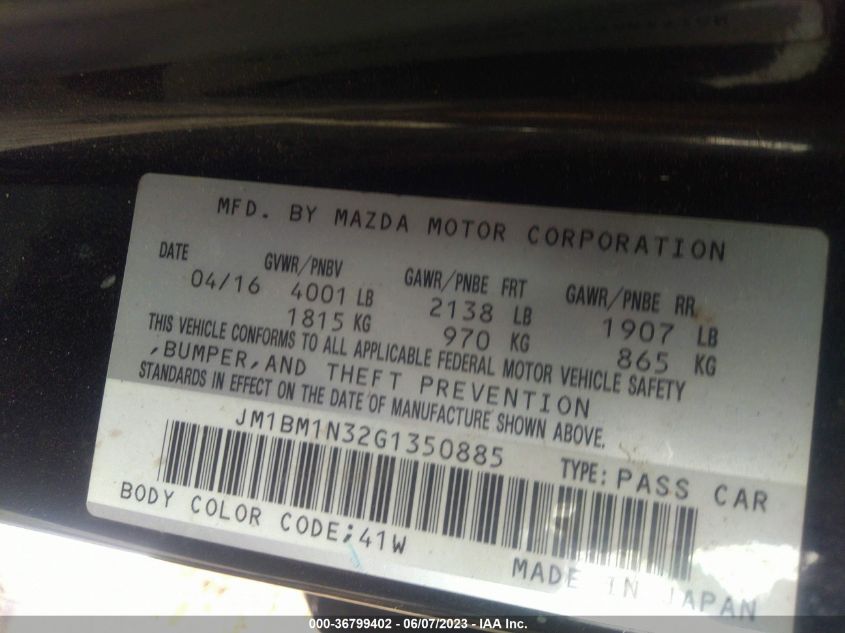 MFD. BY MAZDA MOTOR CORPORATION
DATE GVWR/PNBV GAWR/PNBE FRT GAWR/PNBE RR
04/16 4001 LB 2138 LB 1907 LB
1815 KG 970 KG 865 KG
THIS VEHICLE CONFORMS TO ALL APPLICABLE FEDERAL MOTOR VEHICLE SAFETY
,BUMPER,AND THEFT PREVENTION
STANDARDS IN EFFECT ON THE DATE OF MANUFACTURE SHOWN ABOVE.
JM1BM1N32G1350885 TYPE: PASS CAR
BODY COLOR CODE;41W
MADE IN JAPAN
000-36799402 - 06/07/2023 - IAA Inc.